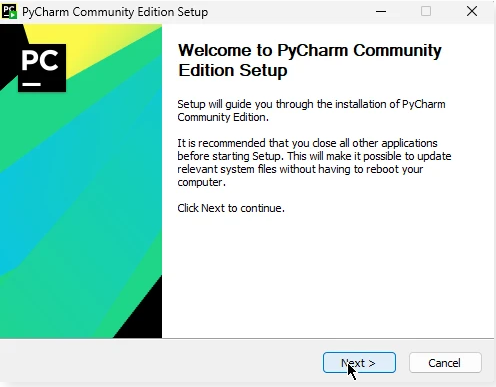 PyCharm Community Edition Setup
PC
Welcome to PyCharm Community
Edition Setup
Setup will guide you through the installation of PyCharm
Community Edition.
It is recommended that you close all other applications
before starting Setup. This will make it possible to update
relevant system files without having to reboot your
computer.
Click Next to continue.
Next >
Cancel